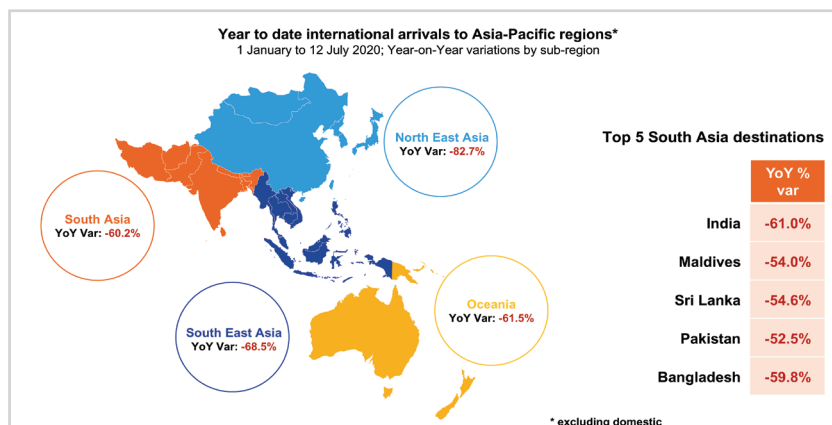 Year to date international arrivals to Asia-Pacific regions*
1 January to 12 July 2020; Year-on-Year variations by sub-region
North East Asia
YoY Var: -82.7%
South Asia
YoY Var: -60.2%
Oceania
YoY Var: -61.5%
South East Asia
YoY Var: -68.5%
Top 5 South Asia destinations
YoY %
var
India -61.0%
Maldives -54.0%
Sri Lanka -54.6%
Pakistan -52.5%
Bangladesh -59.8%
* excluding domestic